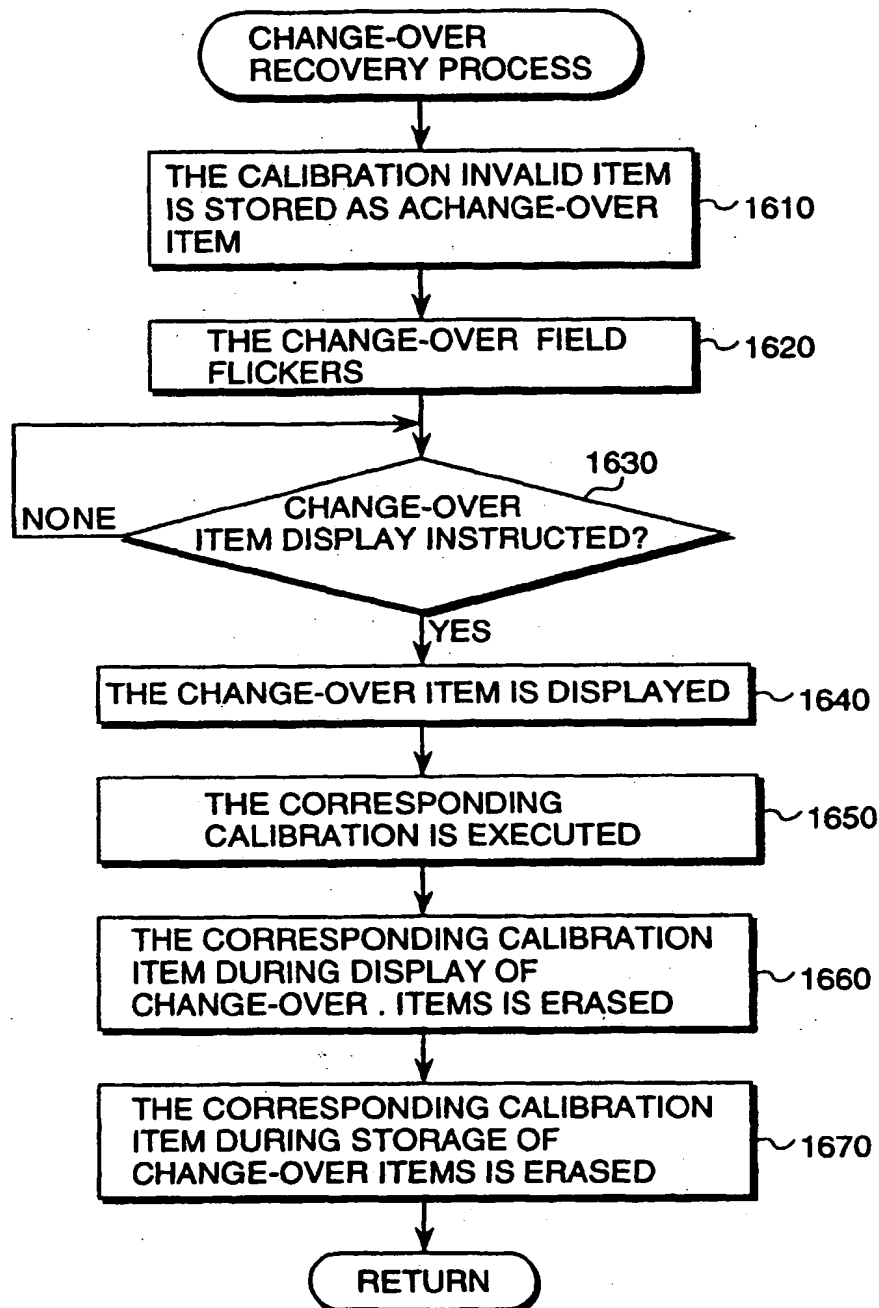 CHANGE-OVER
RECOVERY PROCESS
THE CALIBRATION INVALID ITEM
IS STORED AS ACHANGE-OVER
ITEM
1610
THE CHANGE-OVER FIELD
FLICKERS
1620
1630
NONE
CHANGE-OVER
ITEM DISPLAY INSTRUCTED?
YES
THE CHANGE-OVER ITEM IS DISPLAYED
1640
THE CORRESPONDING
CALIBRATION IS EXECUTED
1650
THE CORRESPONDING CALIBRATION
ITEM DURING DISPLAY OF
CHANGE-OVER . ITEMS IS ERASED
1660
THE CORRESPONDING CALIBRATION
ITEM DURING STORAGE OF
CHANGE-OVER ITEMS IS ERASED
1670
RETURN